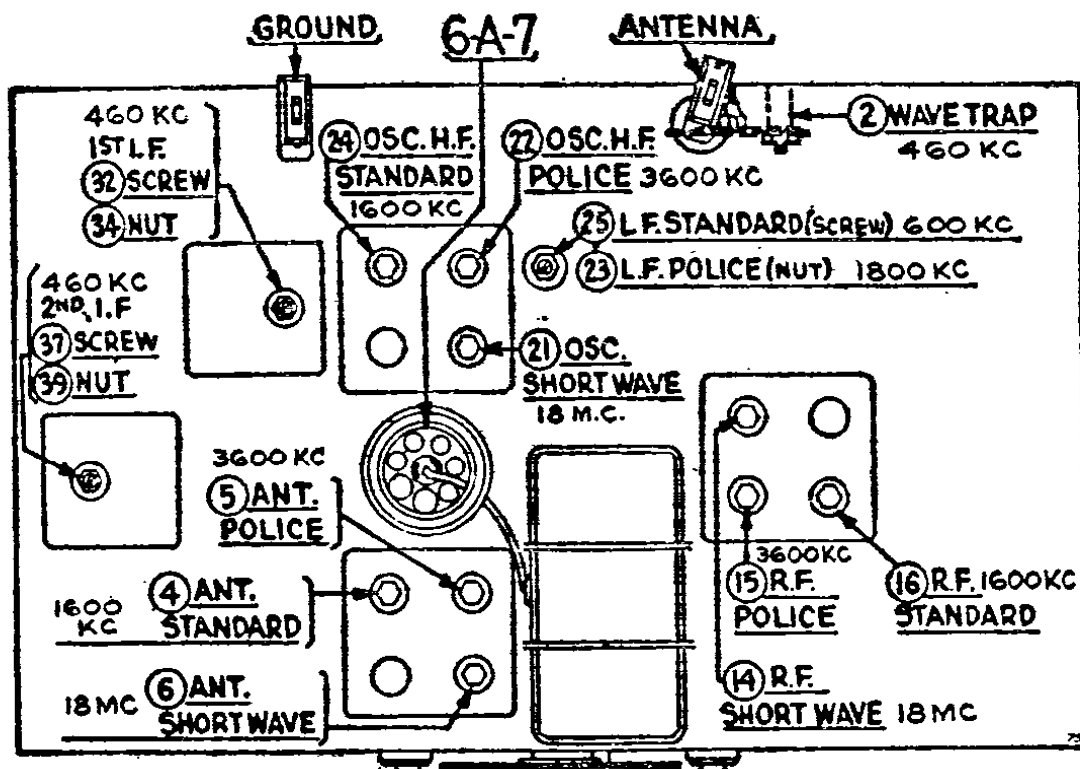 GROUND
6-A-7
ANTENNA
460 KC
1ST I.F.
32 SCREW
34 NUT
24 OSC. H.F.
STANDARD
1600 KC
22 OSC. H.F.
POLICE 3600 KC
2 WAVE TRAP
460 KC
25 L.F. STANDARD (SCREW) 600 KC
23 L.F. POLICE (NUT) 1800 KC
460 KC
2ND. I.F
37 SCREW
39 NUT
21 OSC.
SHORT WAVE
18 M.C.
3600 KC
5 ANT.
POLICE
1600
KC
4 ANT.
STANDARD
18 MC
6 ANT.
SHORT WAVE
3600KC
15 R.F.
POLICE
16 R.F. 1600KC
STANDARD
14 R.F.
SHORT WAVE 18 MC